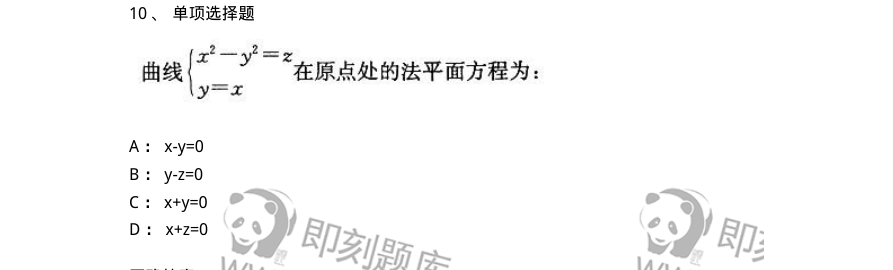 10 、 单项选择题
曲线{x²－y²＝z
y＝x
在原点处的法平面方程为：
A： x-y=0
B： y-z=0
C： x+y=0
D： x+z=0
即刻题库
即刻